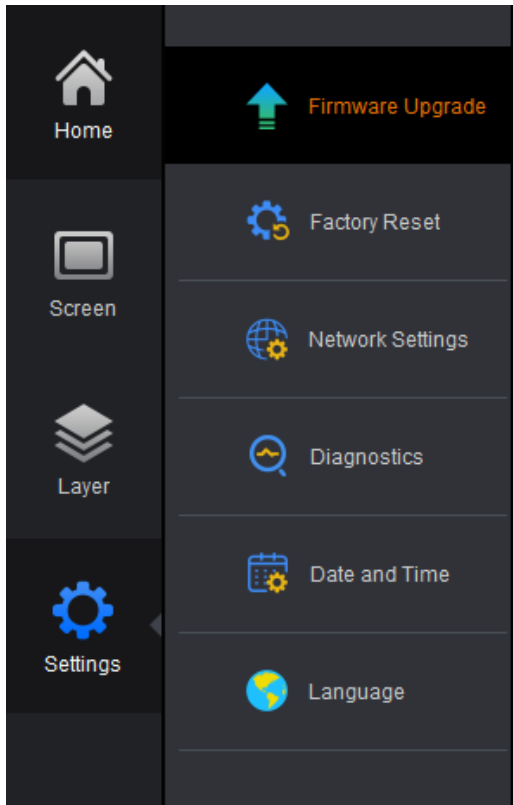 Home
Screen
Layer
Settings
Firmware Upgrade
Factory Reset
Network Settings
Diagnostics
Date and Time
Language